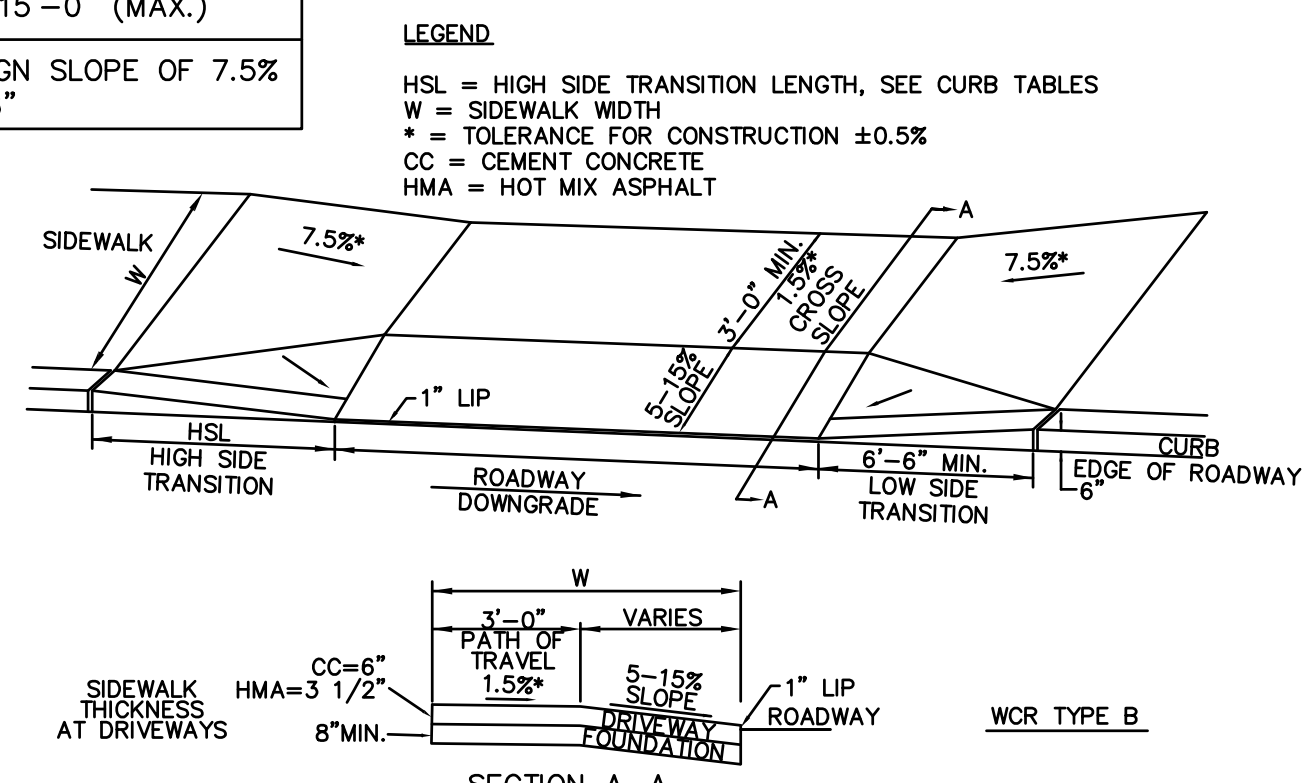 15'-0" (MAX.)
GN SLOPE OF 7.5%
LEGEND
HSL = HIGH SIDE TRANSITION LENGTH, SEE CURB TABLES
W = SIDEWALK WIDTH
* = TOLERANCE FOR CONSTRUCTION ±0.5%
CC = CEMENT CONCRETE
HMA = HOT MIX ASPHALT
A
SIDEWALK
W
7.5%*
3'-0" MIN.
1.5%*
CROSS
SLOPE
7.5%*
5-15%
SLOPE
1" LIP
HSL
HIGH SIDE
TRANSITION
ROADWAY
DOWNGRADE
A
6'-6" MIN.
LOW SIDE
TRANSITION
CURB
EDGE OF ROADWAY
6"
W
3'-0"
PATH OF
TRAVEL
1.5%*
VARIES
5-15%
SLOPE
CC=6"
HMA=3 1/2"
8"MIN.
SIDEWALK
THICKNESS
AT DRIVEWAYS
DRIVEWAY
FOUNDATION
1" LIP
ROADWAY
WCR TYPE B
SECTION A-A